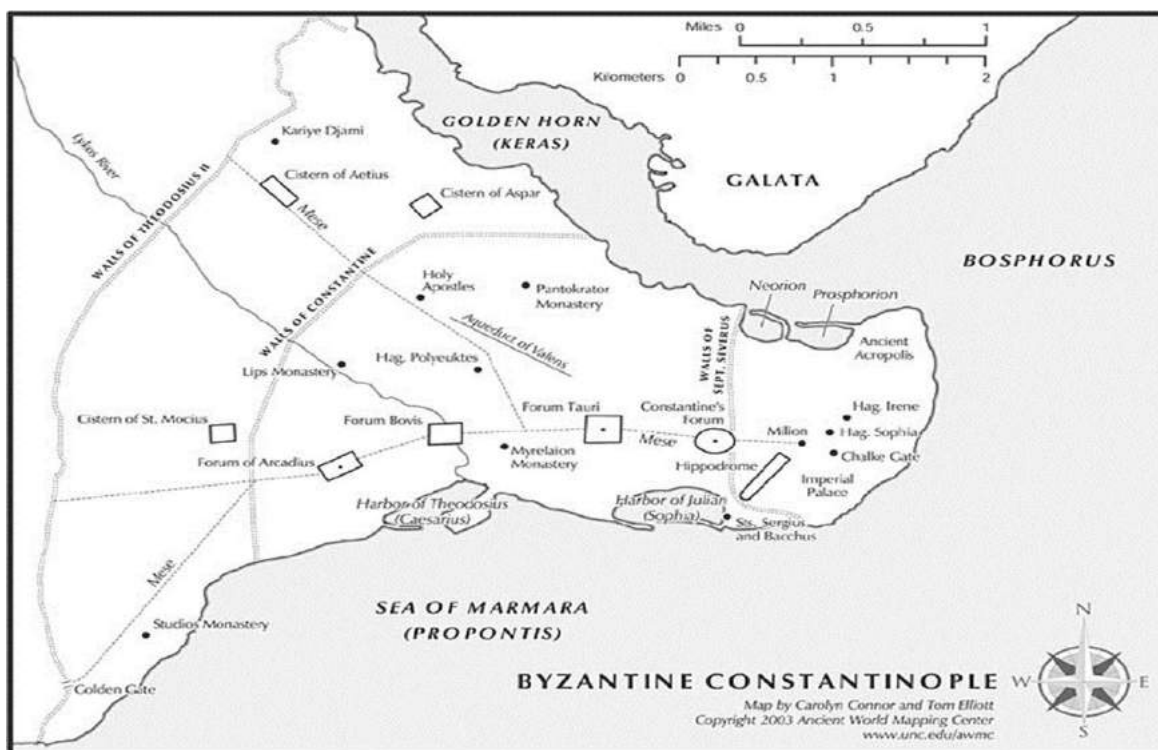 Miles 0 0.5 1
Kilometers 0 0.5 1 2
GOLDEN HORN
(KERAS)
GALATA
BOSPHORUS
Kariye Djami
Lykos River
Cistern of Aetius
Cistern of Aspar
Mese
WALLS OF THEODOSIUS II
WALLS OF CONSTANTINE
Holy
Apostles
Pantokrator
Monastery
Neorion
Prosphorion
Aqueduct of Valens
WALLS OF
SEPT. SEVERUS
Ancient
Acropolis
Hag. Polyeuktes
Lips Monastery
Cistern of St. Mocius
Forum Bovis
Forum Tauri
Constantine's
Forum
Milion
Hag. Irene
Hag. Sophia
Chalke Gate
Mese
Myrelaion
Monastery
Forum of Arcadius
Hippodrome
Imperial
Palace
Harbor of Theodosius
(Caesarius)
Harbor of Julian
(Sophia)
Sts. Sergius
and Bacchus
Mese
Studios Monastery
Golden Gate
SEA OF MARMARA
(PROPONTIS)
N
W E
S
BYZANTINE CONSTANTINOPLE
Map by Carolyn Connor and Tom Elliott
Copyright 2003 Ancient World Mapping Center
www.unc.edu/awmc